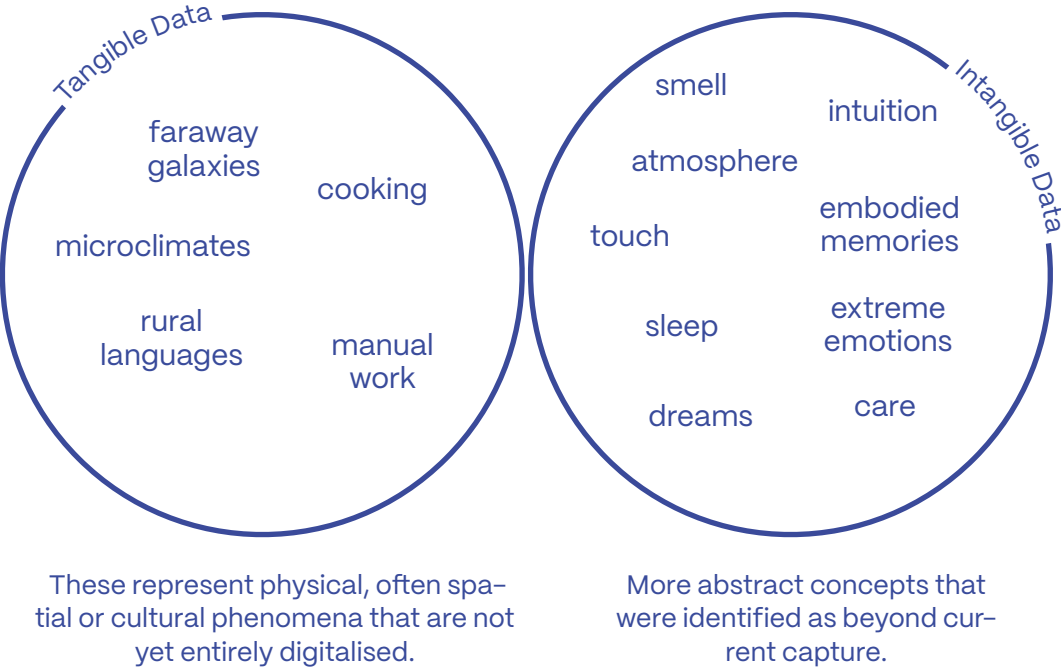 Tangible Data
faraway
galaxies
cooking
microclimates
rural
languages
manual
work
These represent physical, often spa-
tial or cultural phenomena that are not
yet entirely digitalised.
Intangible Data
smell
intuition
atmosphere
embodied
memories
touch
extreme
emotions
sleep
care
dreams
More abstract concepts that
were identified as beyond cur-
rent capture.